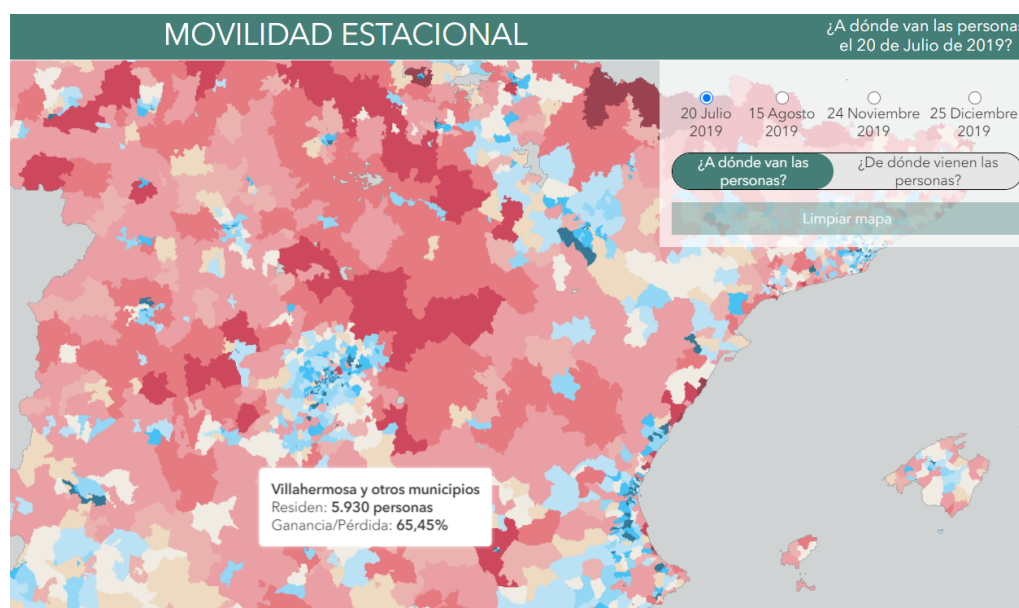 MOVILIDAD ESTACIONAL
¿A dónde van las personas
el 20 de Julio de 2019?
20 Julio
2019
15 Agosto
2019
24 Noviembre
2019
25 Diciembre
2019
¿A dónde van las
personas?
¿De dónde vienen las
personas?
Limpiar mapa
Villahermosa y otros municipios
Residen: 5.930 personas
Ganancia/Pérdida: 65,45%